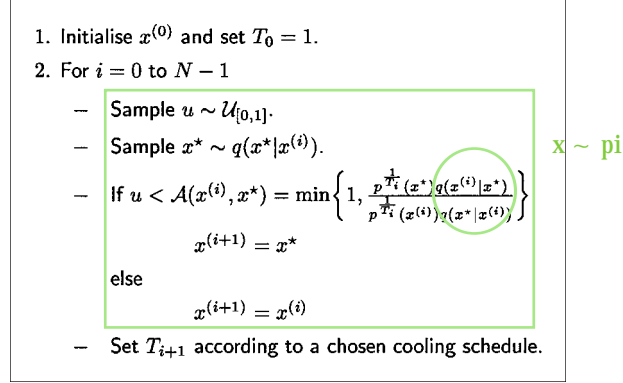 1. Initialise x^(0) and set T_0 = 1.
2. For i = 0 to N − 1
– Sample u ∼ U_[0,1].
– Sample x⋆ ∼ q(x⋆|x^(i)).
– If u < A(x^(i), x⋆) = min{1, p^(1/T_i)(x⋆)q(x^(i)|x⋆) / p^(1/T_i)(x^(i))q(x⋆|x^(i))}
x^(i+1) = x⋆
else
x^(i+1) = x^(i)
– Set T_{i+1} according to a chosen cooling schedule.
x ~ pi